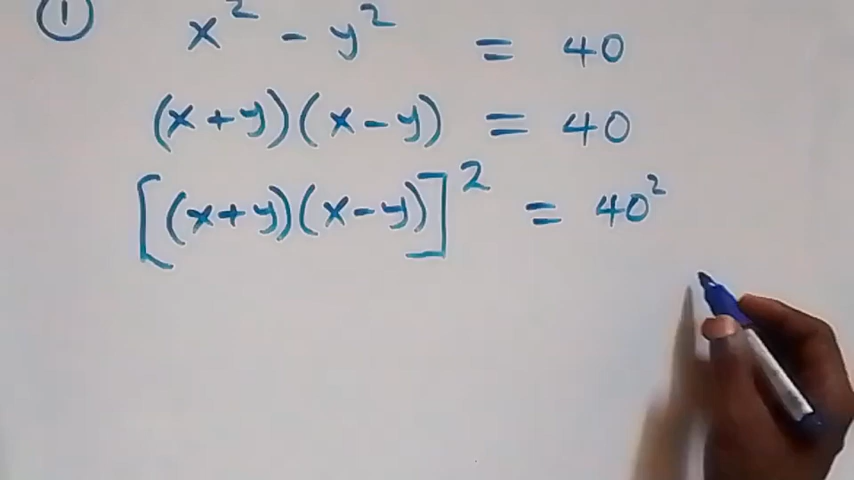 ① x² - y² = 40
(x+y)(x-y) = 40
[(x+y)(x-y)]² = 40²